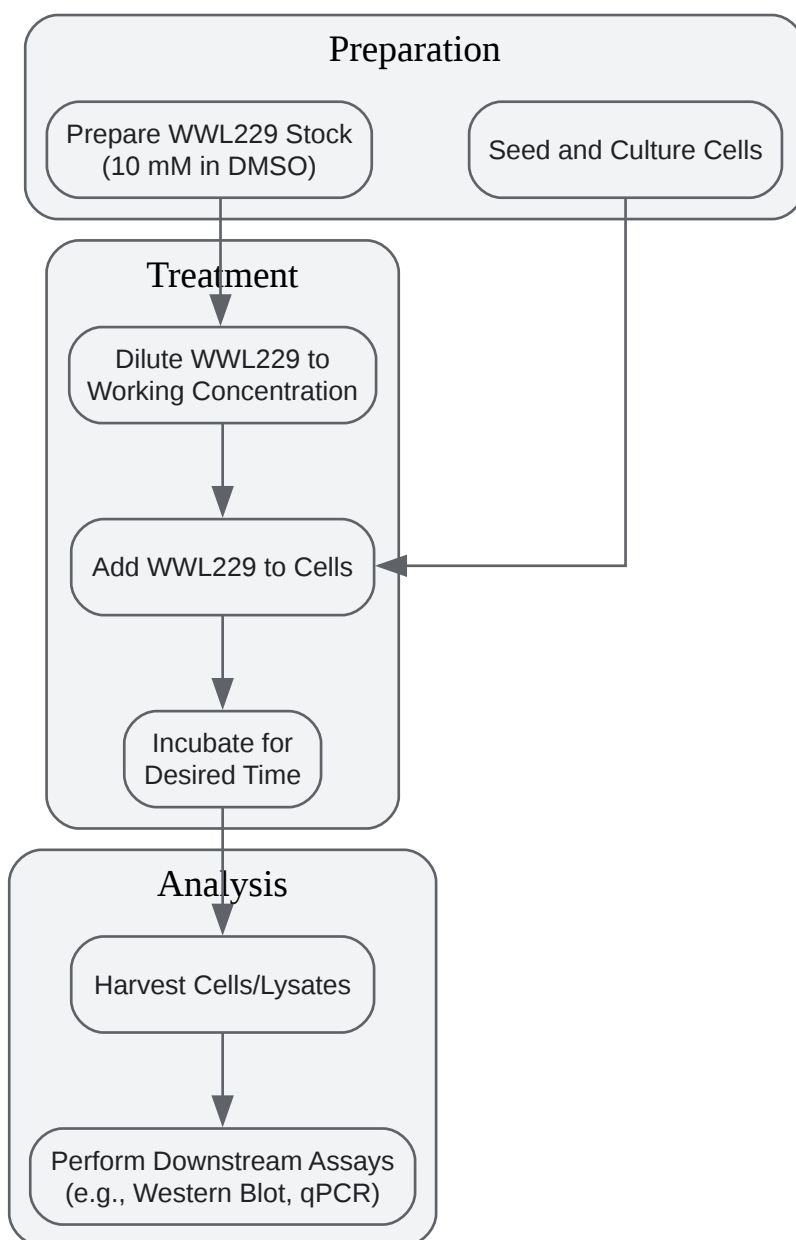 Preparation
Prepare WWL229 Stock
(10 mM in DMSO)
Seed and Culture Cells
Treatment
Dilute WWL229 to
Working Concentration
Add WWL229 to Cells
Incubate for
Desired Time
Analysis
Harvest Cells/Lysates
Perform Downstream Assays
(e.g., Western Blot, qPCR)